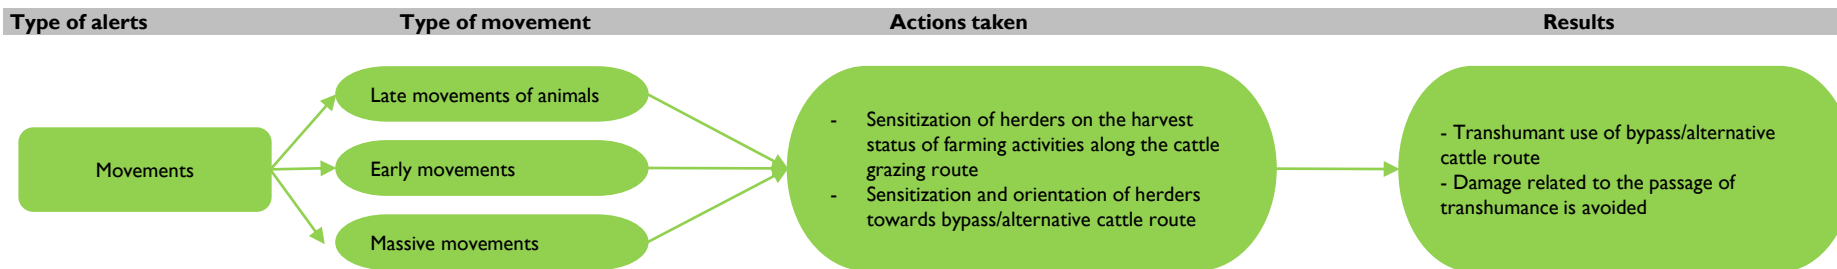 Type of alerts Type of movement Actions taken Results
Movements
Late movements of animals
Early movements
Massive movements
- Sensitization of herders on the harvest
status of farming activities along the cattle
grazing route
- Sensitization and orientation of herders
towards bypass/alternative cattle route
- Transhumant use of bypass/alternative
cattle route
- Damage related to the passage of
transhumance is avoided